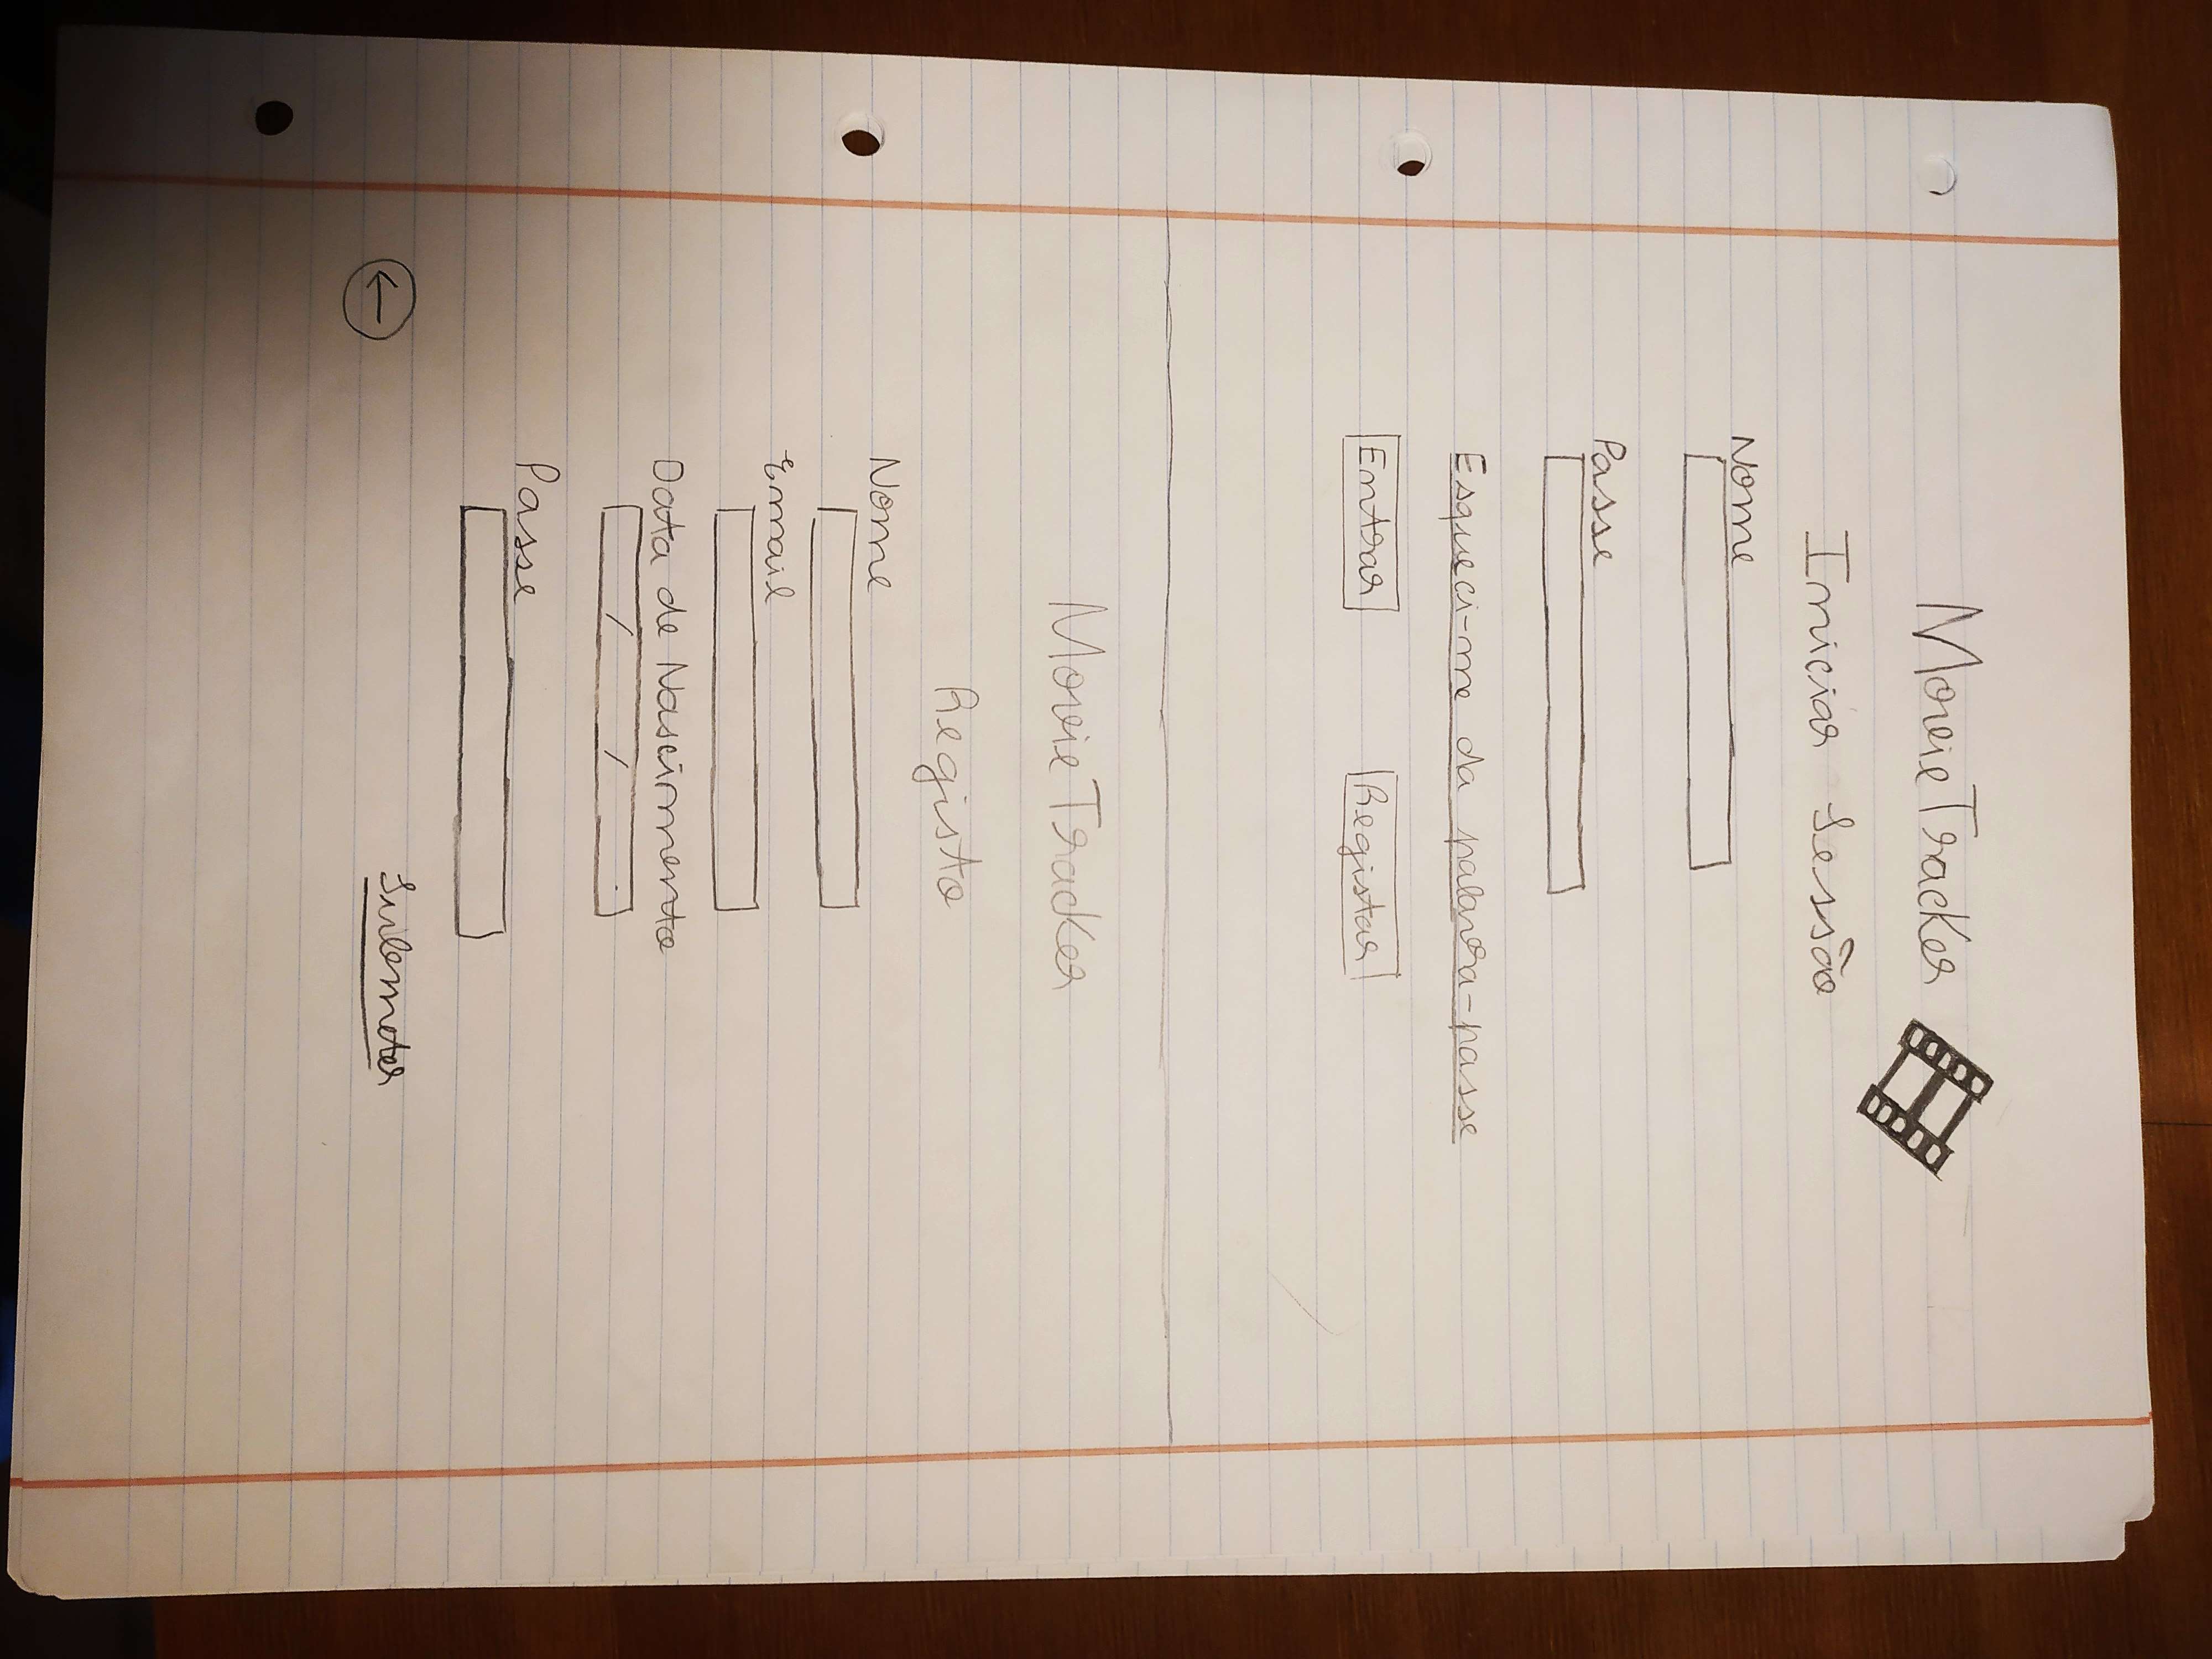 MovieTracker
Iniciar Sessão
Nome
Passe
Esqueci-me da palavra-passe
Entrar Registar
MovieTracker
Registo
Nome
Email
Data de Nascimento
/ /
Passe
← Submeter